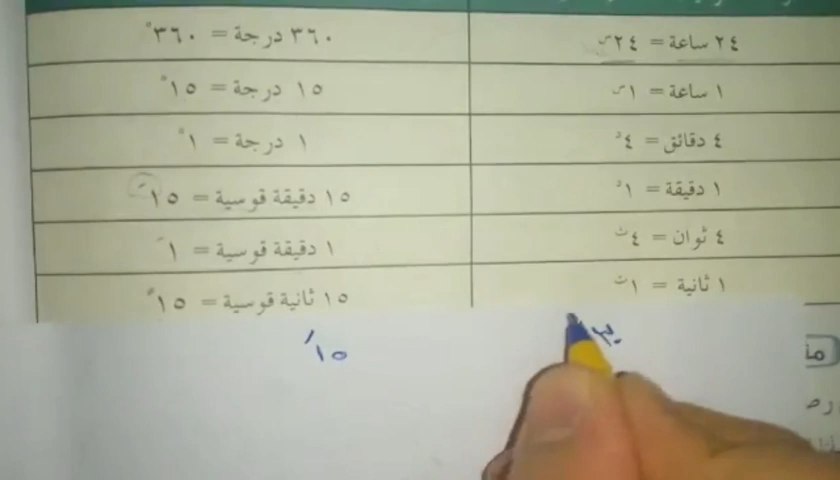 ٢٤ ساعة = ٢٤س ٣٦٠ درجة = ٣٦٠°
١ ساعة = ١س ١٥ درجة = ١٥°
٤ دقائق = ٤د ١ درجة = ١°
١ دقيقة = ١د ١٥ دقيقة قوسية = ١٥َ
٤ ثوان = ٤ث ١ دقيقة قوسية = ١َ
١ ثانية = ١ث ١٥ ثانية قوسية = ١٥ً
١٥َ